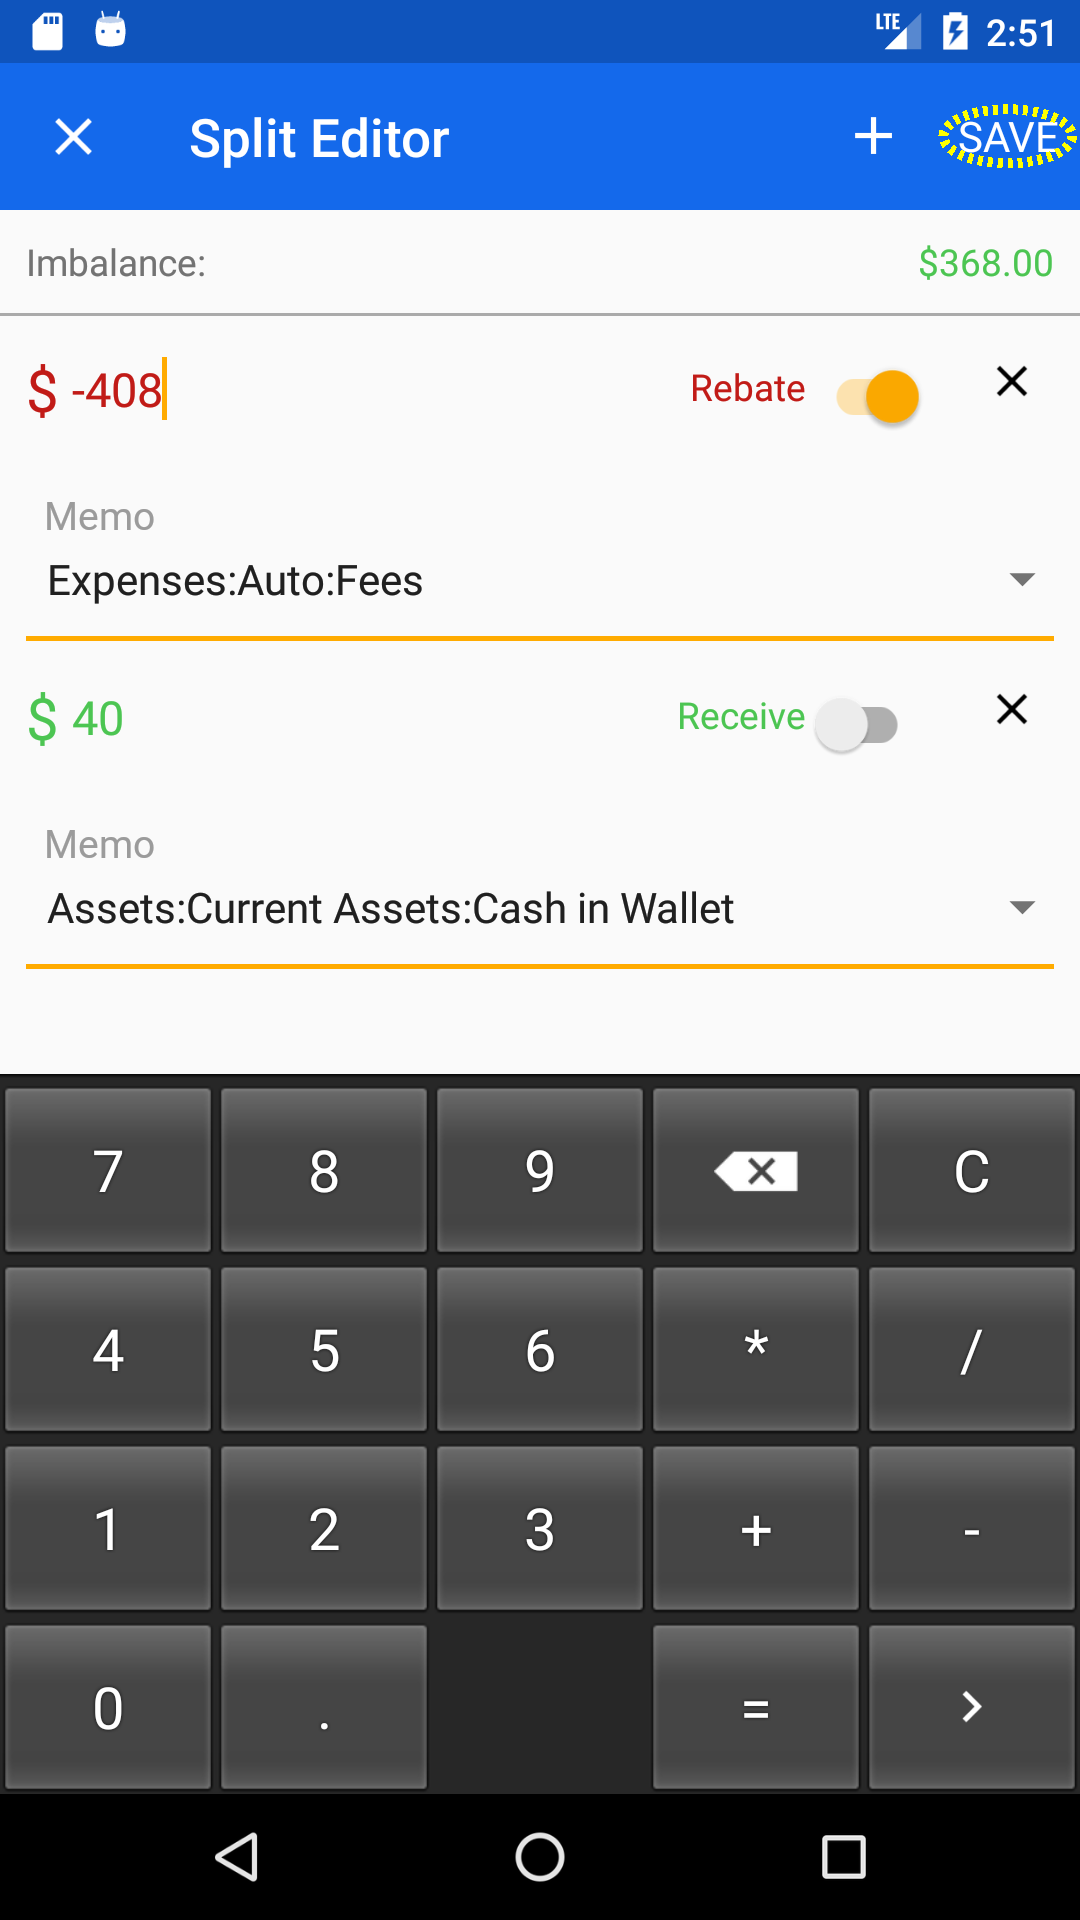 LTE 2:51
Split Editor + SAVE
Imbalance: $368.00
$ -408 Rebate
Memo
Expenses:Auto:Fees
$ 40 Receive
Memo
Assets:Current Assets:Cash in Wallet
7 8 9 C
4 5 6 * /
1 2 3 + -
0 . = >